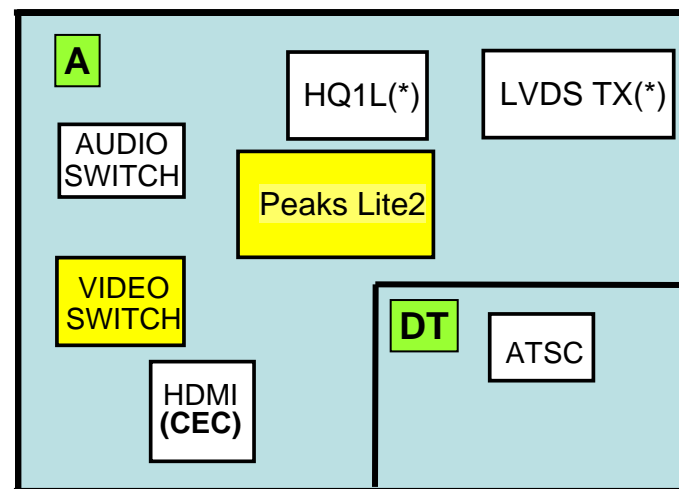 A
HQ1L(*)
LVDS TX(*)
AUDIO
SWITCH
Peaks Lite2
VIDEO
SWITCH
DT
ATSC
HDMI
(CEC)